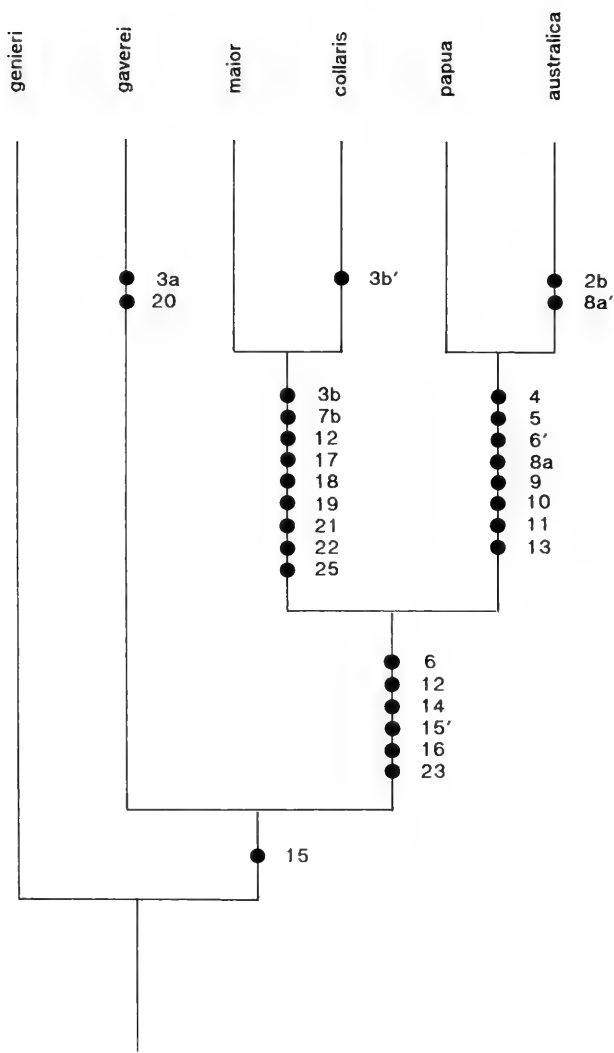 genieri
gaverei
maior
collaris
papua
australica
3a
20
3b′
2b
8a′
3b
7b
12
17
18
19
21
22
25
4
5
6′
8a
9
10
11
13
6
12
14
15′
16
23
15